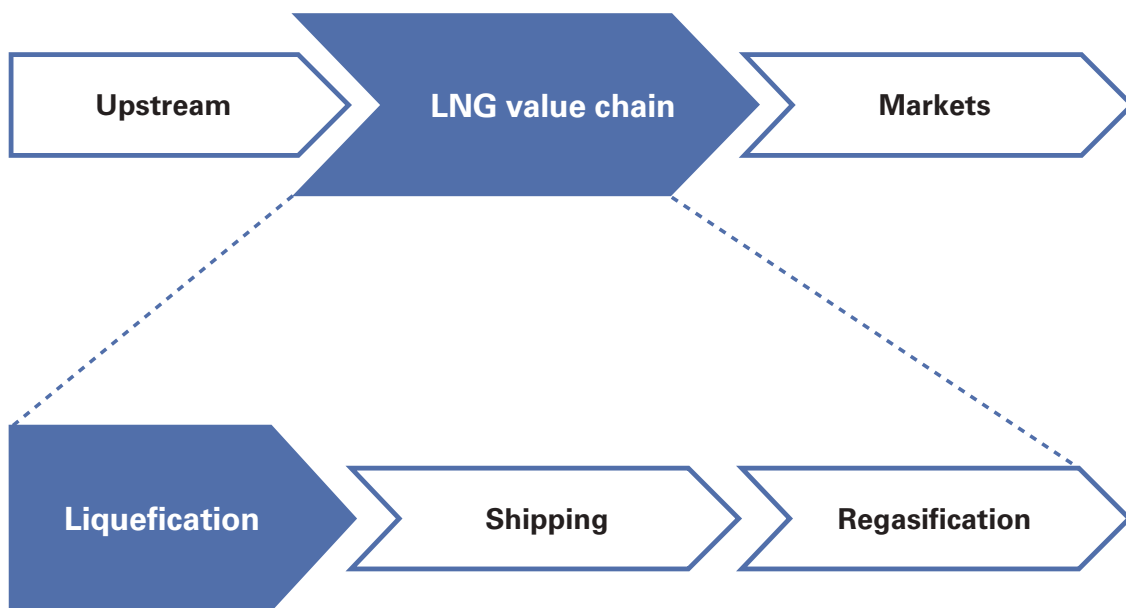 Upstream
LNG value chain
Markets
Liquefication
Shipping
Regasification